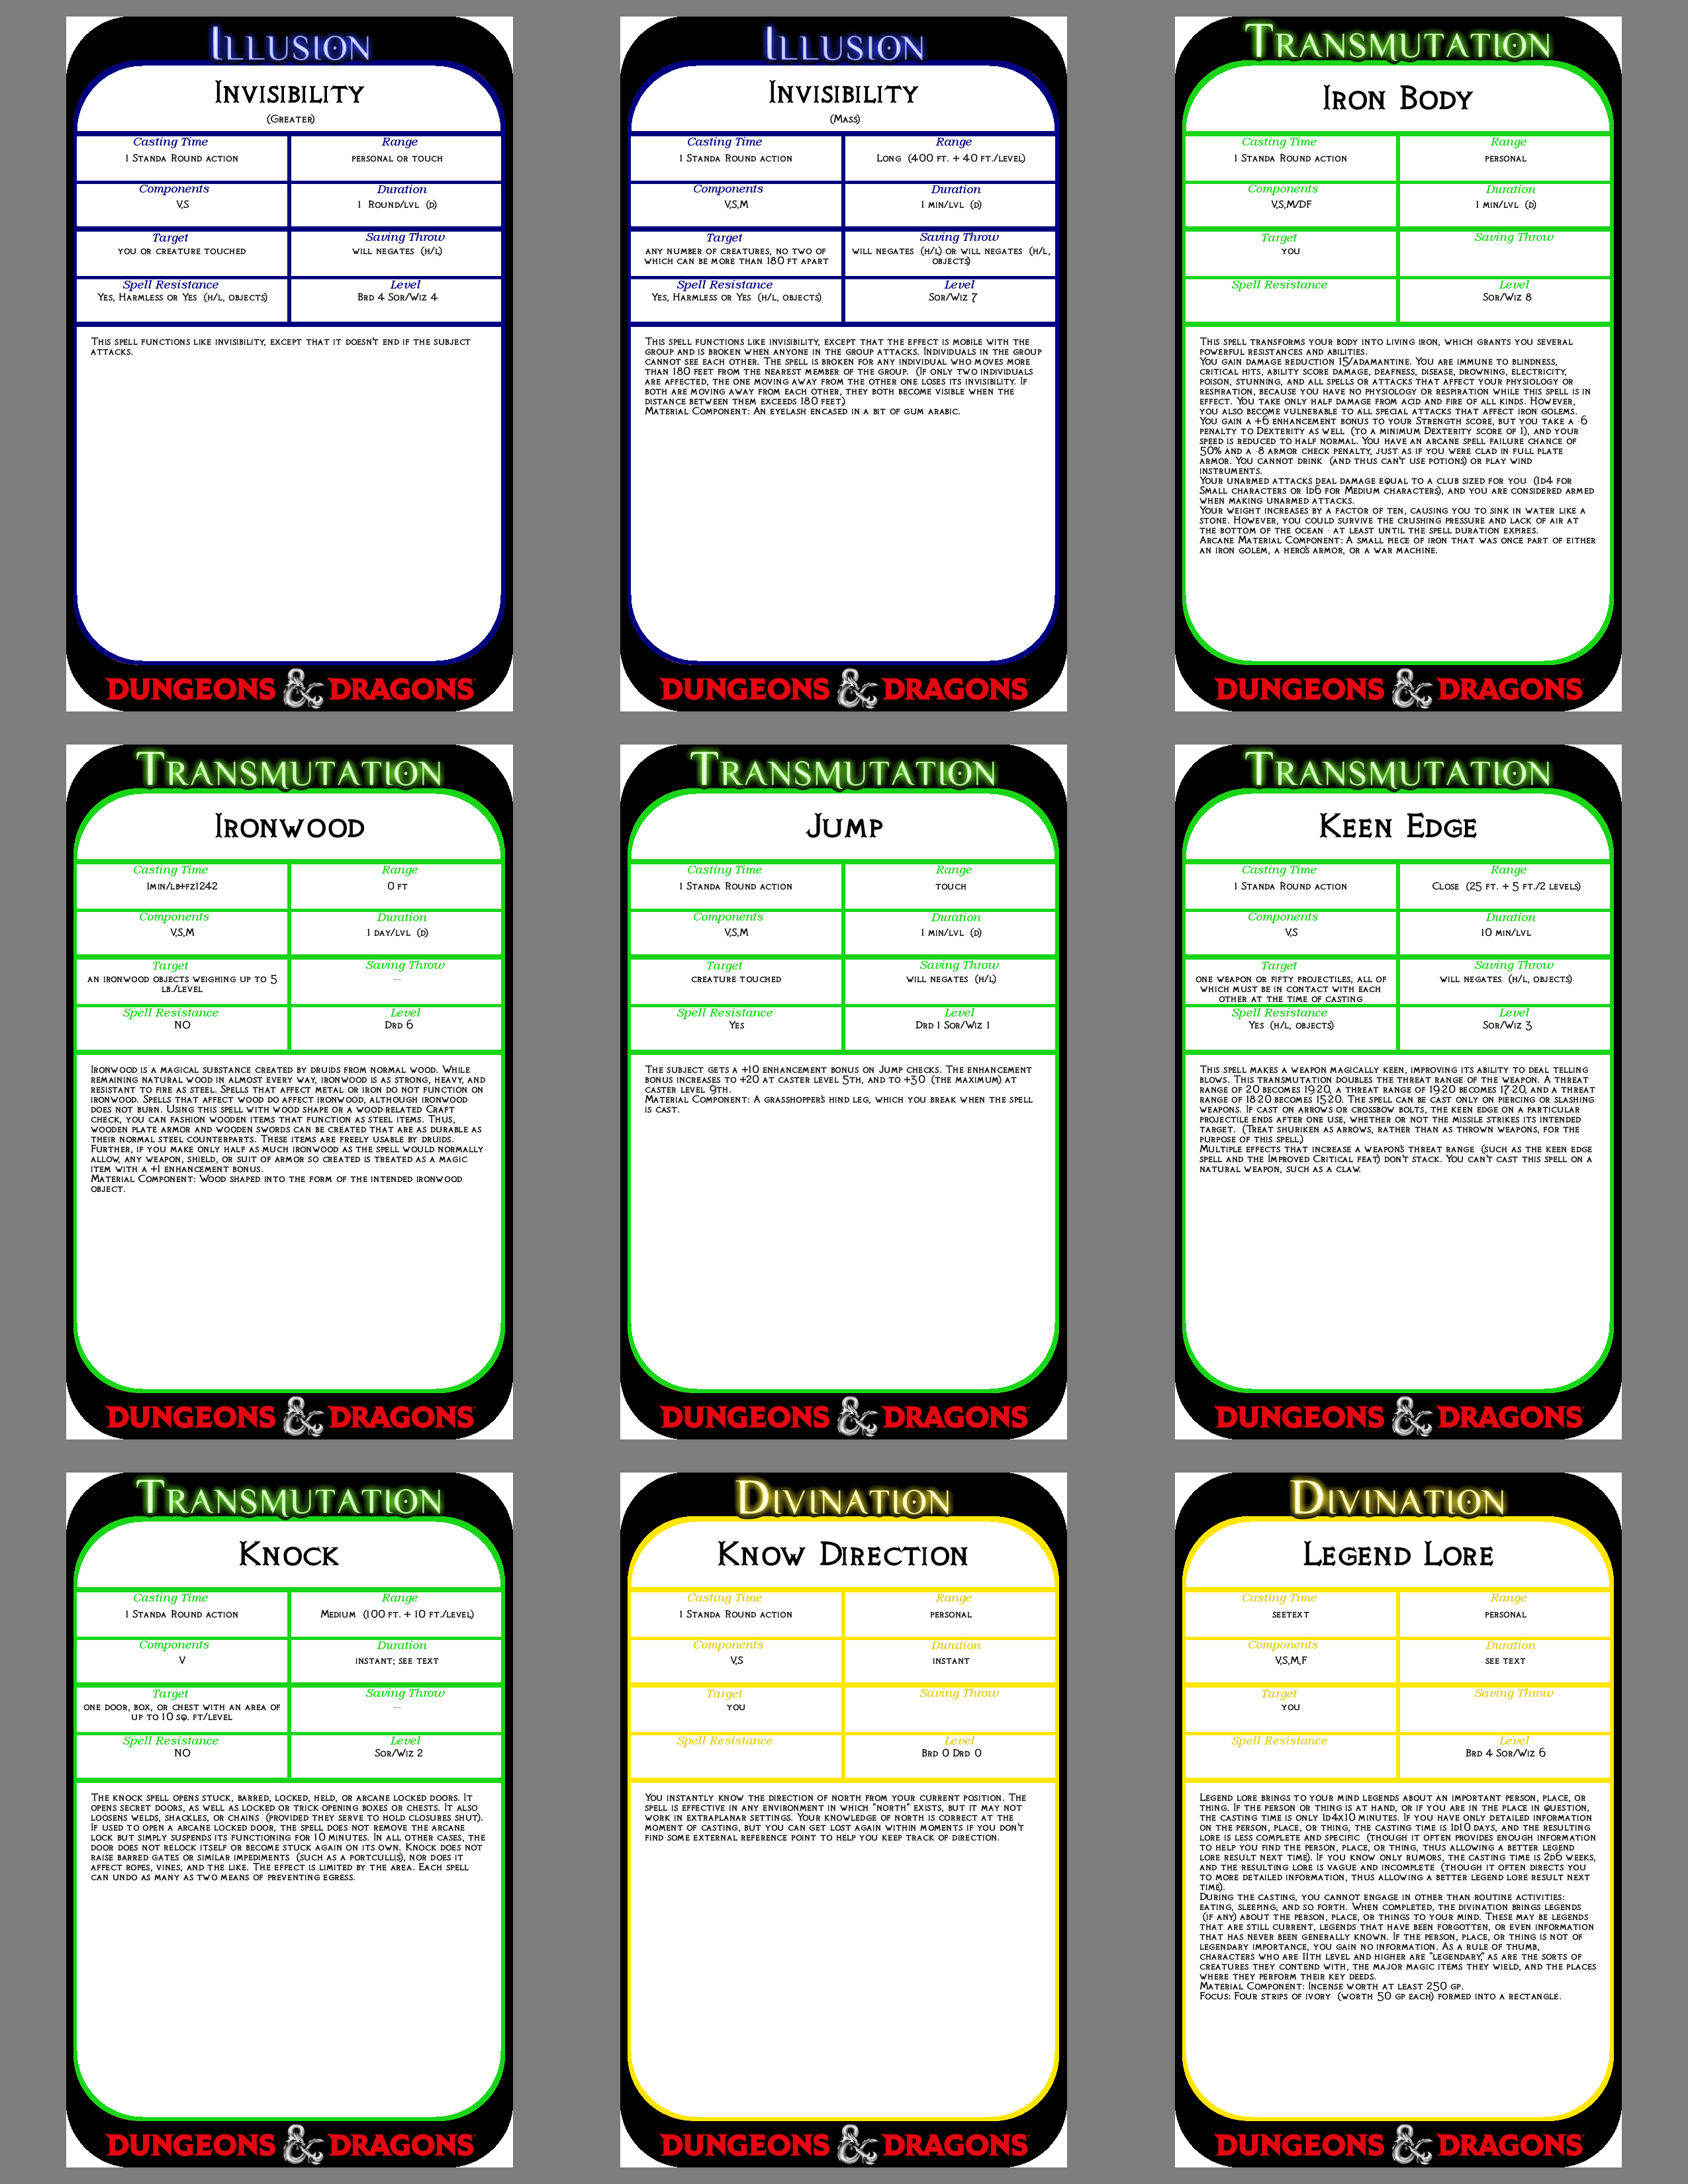 Illusion
Invisibility
(Greater)
Casting Time
Range
1 Standa Round action
personal or touch
Components
Duration
V,S
1 Round/lvl (D)
Target
Saving Throw
you or creature touched
will negates (h/l)
Spell Resistance
Level
Yes, Harmless or Yes (h/l, objects)
Brd 4 Sor/Wiz 4
This spell functions like invisibility, except that it doesn't end if the subject
attacks.
DUNGEONS & DRAGONS
Illusion
Invisibility
(Mass)
Casting Time
Range
1 Standa Round action
Long (400 ft. + 40 ft./level)
Components
Duration
V,S,M
1 min/lvl (D)
Target
Saving Throw
any number of creatures, no two of
which can be more than 180 ft apart
will negates (h/l) or will negates (h/l,
objects)
Spell Resistance
Level
Yes, Harmless or Yes (h/l, objects)
Sor/Wiz 7
This spell functions like invisibility, except that the effect is mobile with the
group and is broken when anyone in the group attacks. Individuals in the group
cannot see each other. The spell is broken for any individual who moves more
than 180 feet from the nearest member of the group. (If only two individuals
are affected, the one moving away from the other one loses its invisibility. If
both are moving away from each other, they both become visible when the
distance between them exceeds 180 feet.)
Material Component: An eyelash encased in a bit of gum arabic.
DUNGEONS & DRAGONS
Transmutation
Iron Body
Casting Time
Range
1 Standa Round action
personal
Components
Duration
V,S,M/DF
1 min/lvl (D)
Target
Saving Throw
you
Spell Resistance
Level
Sor/Wiz 8
This spell transforms your body into living iron, which grants you several
powerful resistances and abilities.
You gain damage reduction 15/adamantine. You are immune to blindness,
critical hits, ability score damage, deafness, disease, drowning, electricity,
poison, stunning, and all spells or attacks that affect your physiology or
respiration, because you have no physiology or respiration while this spell is in
effect. You take only half damage from acid and fire of all kinds. However,
you also become vulnerable to all special attacks that affect iron golems.
You gain a +6 enhancement bonus to your Strength score, but you take a -6
penalty to Dexterity as well (to a minimum Dexterity score of 1), and your
speed is reduced to half normal. You have an arcane spell failure chance of
50% and a -8 armor check penalty, just as if you were clad in full plate
armor. You cannot drink (and thus can't use potions) or play wind
instruments.
Your unarmed attacks deal damage equal to a club sized for you (1d4 for
Small characters or 1d6 for Medium characters), and you are considered armed
when making unarmed attacks.
Your weight increases by a factor of ten, causing you to sink in water like a
stone. However, you could survive the crushing pressure and lack of air at
the bottom of the ocean - at least until the spell duration expires.
Arcane Material Component: A small piece of iron that was once part of either
an iron golem, a hero's armor, or a war machine.
DUNGEONS & DRAGONS
Transmutation
Ironwood
Casting Time
Range
1min/lb+fz1242
0 ft
Components
Duration
V,S,M
1 day/lvl (D)
Target
Saving Throw
an ironwood objects weighing up to 5
lb./level
---
Spell Resistance
Level
NO
Drd 6
Ironwood is a magical substance created by druids from normal wood. While
remaining natural wood in almost every way, ironwood is as strong, heavy, and
resistant to fire as steel. Spells that affect metal or iron do not function on
ironwood. Spells that affect wood do affect ironwood, although ironwood
does not burn. Using this spell with wood shape or a wood-related Craft
check, you can fashion wooden items that function as steel items. Thus,
wooden plate armor and wooden swords can be created that are as durable as
their normal steel counterparts. These items are freely usable by druids.
Further, if you make only half as much ironwood as the spell would normally
allow, any weapon, shield, or suit of armor so created is treated as a magic
item with a +1 enhancement bonus.
Material Component: Wood shaped into the form of the intended ironwood
object.
DUNGEONS & DRAGONS
Transmutation
Jump
Casting Time
Range
1 Standa Round action
touch
Components
Duration
V,S,M
1 min/lvl (D)
Target
Saving Throw
creature touched
will negates (h/l)
Spell Resistance
Level
Yes
Drd 1 Sor/Wiz 1
The subject gets a +10 enhancement bonus on Jump checks. The enhancement
bonus increases to +20 at caster level 5th, and to +30 (the maximum) at
caster level 9th.
Material Component: A grasshopper's hind leg, which you break when the spell
is cast.
DUNGEONS & DRAGONS
Transmutation
Keen Edge
Casting Time
Range
1 Standa Round action
Close (25 ft. + 5 ft./2 levels)
Components
Duration
V,S
10 min/lvl
Target
Saving Throw
one weapon or fifty projectiles, all of
which must be in contact with each
other at the time of casting
will negates (h/l, objects)
Spell Resistance
Level
Yes (h/l, objects)
Sor/Wiz 3
This spell makes a weapon magically keen, improving its ability to deal telling
blows. This transmutation doubles the threat range of the weapon. A threat
range of 20 becomes 19-20, a threat range of 19-20 becomes 17-20, and a threat
range of 18-20 becomes 15-20. The spell can be cast only on piercing or slashing
weapons. If cast on arrows or crossbow bolts, the keen edge on a particular
projectile ends after one use, whether or not the missile strikes its intended
target. (Treat shuriken as arrows, rather than as thrown weapons, for the
purpose of this spell.)
Multiple effects that increase a weapon's threat range (such as the keen edge
spell and the Improved Critical feat) don't stack. You can't cast this spell on a
natural weapon, such as a claw.
DUNGEONS & DRAGONS
Transmutation
Knock
Casting Time
Range
1 Standa Round action
Medium (100 ft. + 10 ft./level)
Components
Duration
V
instant; see text
Target
Saving Throw
one door, box, or chest with an area of
up to 10 sq. ft/level
---
Spell Resistance
Level
NO
Sor/Wiz 2
The knock spell opens stuck, barred, locked, held, or arcane locked doors. It
opens secret doors, as well as locked or trick-opening boxes or chests. It also
loosens welds, shackles, or chains (provided they serve to hold closures shut).
If used to open a arcane locked door, the spell does not remove the arcane
lock but simply suspends its functioning for 10 minutes. In all other cases, the
door does not relock itself or become stuck again on its own. Knock does not
raise barred gates or similar impediments (such as a portcullis), nor does it
affect ropes, vines, and the like. The effect is limited by the area. Each spell
can undo as many as two means of preventing egress.
DUNGEONS & DRAGONS
Divination
Know Direction
Casting Time
Range
1 Standa Round action
personal
Components
Duration
V,S
instant
Target
Saving Throw
you
Spell Resistance
Level
Brd 0 Drd 0
You instantly know the direction of north from your current position. The
spell is effective in any environment in which "north" exists, but it may not
work in extraplanar settings. Your knowledge of north is correct at the
moment of casting, but you can get lost again within moments if you don't
find some external reference point to help you keep track of direction.
DUNGEONS & DRAGONS
Divination
Legend Lore
Casting Time
Range
seetext
personal
Components
Duration
V,S,M,F
see text
Target
Saving Throw
you
Spell Resistance
Level
Brd 4 Sor/Wiz 6
Legend lore brings to your mind legends about an important person, place, or
thing. If the person or thing is at hand, or if you are in the place in question,
the casting time is only 1d4x10 minutes. If you have only detailed information
on the person, place, or thing, the casting time is 1d10 days, and the resulting
lore is less complete and specific (though it often provides enough information
to help you find the person, place, or thing, thus allowing a better legend
lore result next time). If you know only rumors, the casting time is 2d6 weeks,
and the resulting lore is vague and incomplete (though it often directs you
to more detailed information, thus allowing a better legend lore result next
time).
During the casting, you cannot engage in other than routine activities:
eating, sleeping, and so forth. When completed, the divination brings legends
(if any) about the person, place, or things to your mind. These may be legends
that are still current, legends that have been forgotten, or even information
that has never been generally known. If the person, place, or thing is not of
legendary importance, you gain no information. As a rule of thumb,
characters who are 11th level and higher are "legendary," as are the sorts of
creatures they contend with, the major magic items they wield, and the places
where they perform their key deeds.
Material Component: Incense worth at least 250 gp.
Focus: Four strips of ivory (worth 50 gp each) formed into a rectangle.
DUNGEONS & DRAGONS